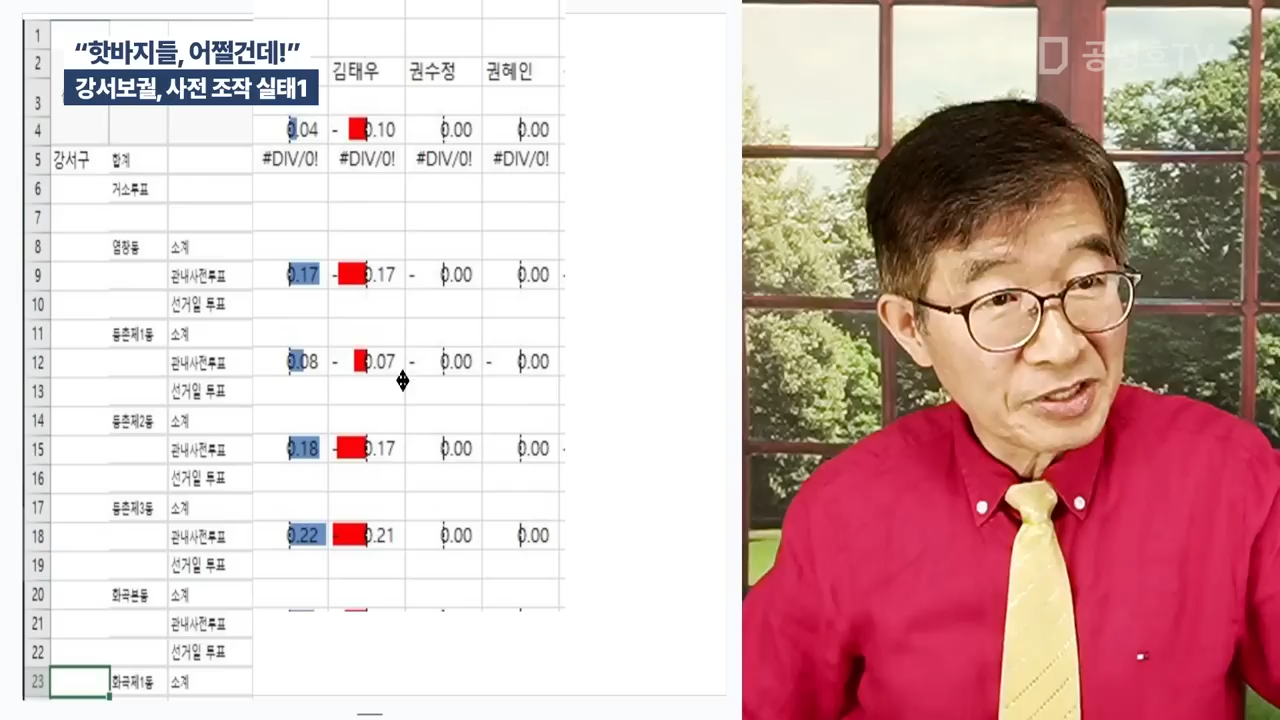 “핫바지들, 어쩔건데!”
강서보궐, 사전 조작 실태1
공병호TV
1
2 김태우 권수정 권혜인
3
4 0.04 - 0.10 0.00 0.00
5 강서구 합계 #DIV/0! #DIV/0! #DIV/0! #DIV/0!
6 거소투표
7
8 염창동 소계
9 관내사전투표 0.17 - 0.17 - 0.00 0.00 -
10 선거일 투표
11 등촌제1동 소계
12 관내사전투표 0.08 - 0.07 - 0.00 - 0.00
13 선거일 투표
14 등촌제2동 소계
15 관내사전투표 0.18 - 0.17 0.00 0.00 -
16 선거일 투표
17 등촌제3동 소계
18 관내사전투표 0.22 - 0.21 0.00 0.00
19 선거일 투표
20 화곡본동 소계
21 관내사전투표
22 선거일 투표
23 화곡제1동 소계